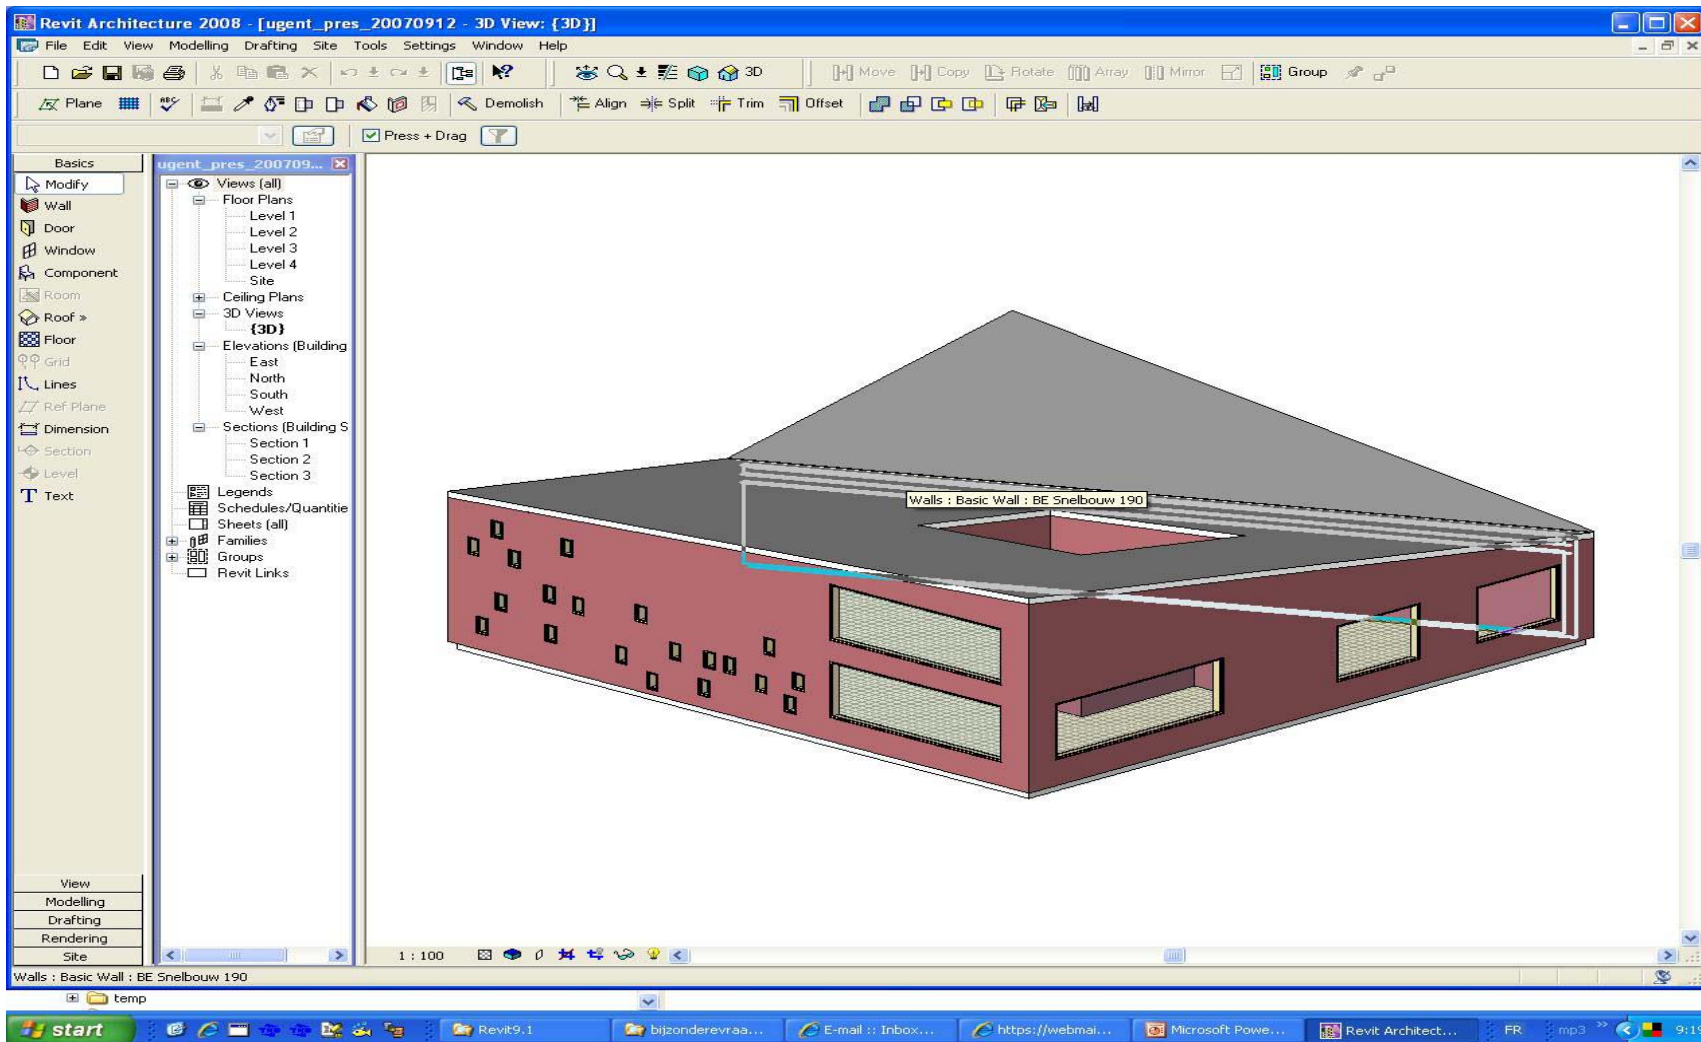 Revit Architecture 2008 - [ugent_pres_20070912 - 3D View: {3D}]
File Edit View Modelling Drafting Site Tools Settings Window Help
3D Move Copy Rotate Array Mirror Group
Plane Demolish Align Split Trim Offset
Press + Drag
Basics
Modify
Wall
Door
Window
Component
Room
Roof »
Floor
Grid
Lines
Ref Plane
Dimension
Section
Level
Text
View
Modelling
Drafting
Rendering
Site
ugent_pres_200709...
Views (all)
Floor Plans
Level 1
Level 2
Level 3
Level 4
Site
Ceiling Plans
3D Views
{3D}
Elevations (Building
East
North
South
West
Sections (Building S
Section 1
Section 2
Section 3
Legends
Schedules/Quantitie
Sheets (all)
Families
Groups
Revit Links
Walls : Basic Wall : BE Snelbouw 190
1 : 100
Walls : Basic Wall : BE Snelbouw 190
temp
start Revit9.1 bijzonderevraa... E-mail :: Inbox... https://webmai... Microsoft Powe... Revit Architect... FR mp3 » 9:19